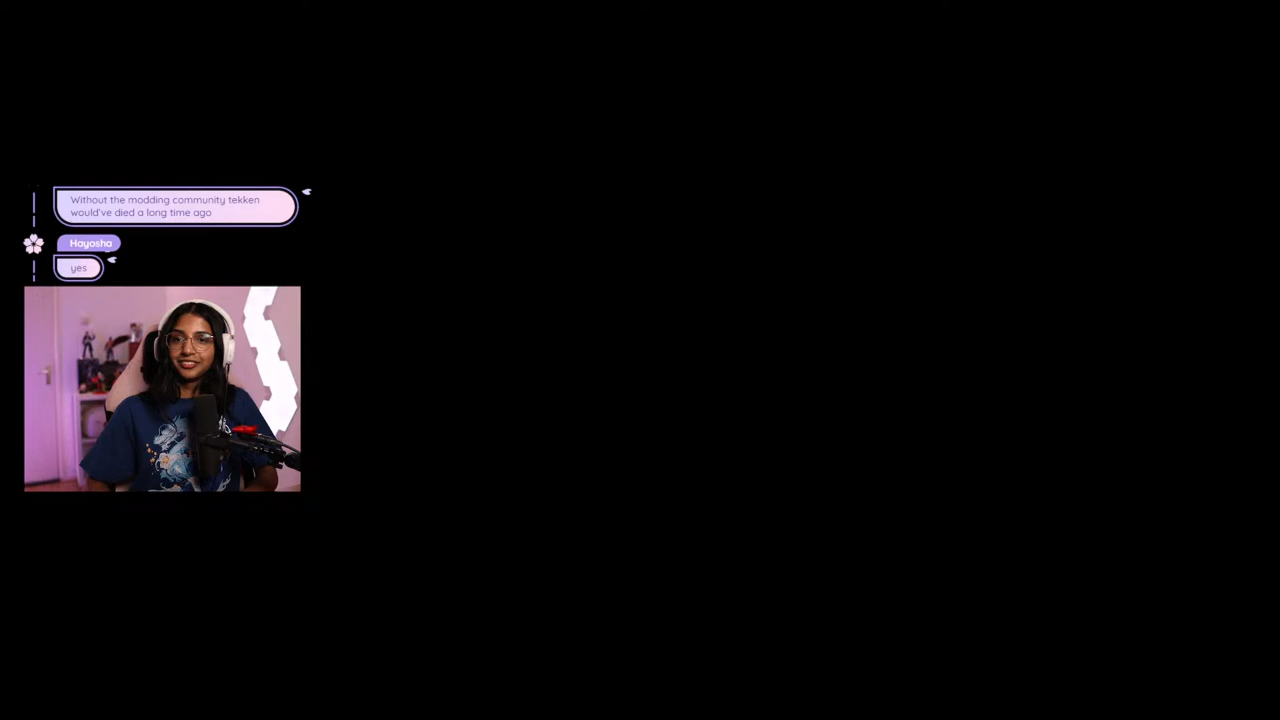 Without the modding community tekken
would've died a long time ago
Hayosha
yes